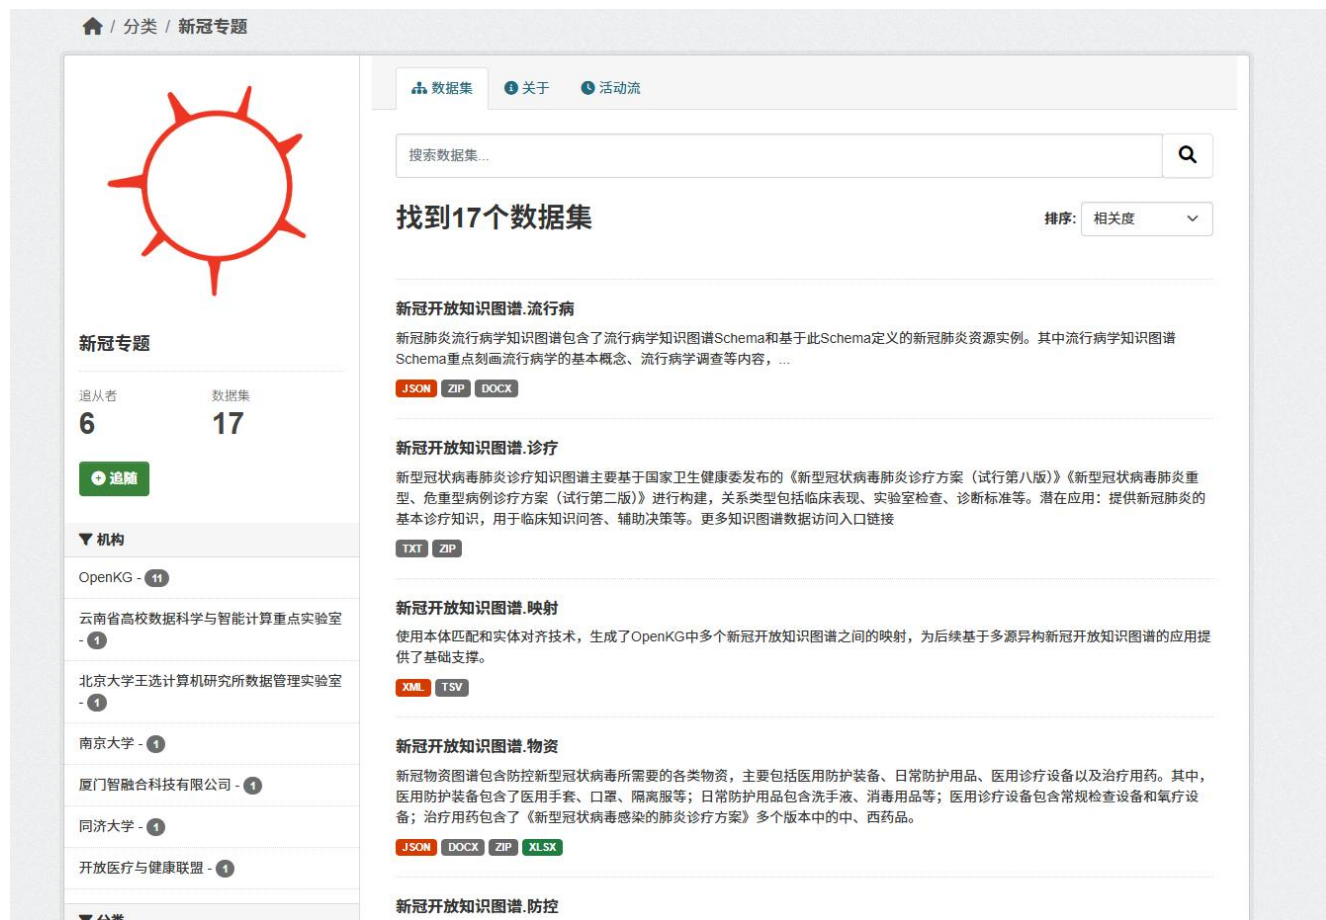 / 分类 / 新冠专题
新冠专题
追从者
数据集
6
17
追随
机构
OpenKG - 11
云南省高校数据科学与智能计算重点实验室
- 1
北京大学王选计算机研究所数据管理实验室
- 1
南京大学 - 1
厦门智融合科技有限公司 - 1
同济大学 - 1
开放医疗与健康联盟 - 1
分类
数据集
关于
活动流
搜索数据集...
找到17个数据集
排序: 相关度
新冠开放知识图谱.流行病
新冠肺炎流行病学知识图谱包含了流行病学知识图谱Schema和基于此Schema定义的新冠肺炎资源实例。其中流行病学知识图谱
Schema重点刻画流行病学的基本概念、流行病学调查等内容，...
JSON ZIP DOCX
新冠开放知识图谱.诊疗
新型冠状病毒肺炎诊疗知识图谱主要基于国家卫生健康委发布的《新型冠状病毒肺炎诊疗方案（试行第八版）》《新型冠状病毒肺炎重
型、危重型病例诊疗方案（试行第二版）》进行构建，关系类型包括临床表现、实验室检查、诊断标准等。潜在应用：提供新冠肺炎的
基本诊疗知识，用于临床知识问答、辅助决策等。更多知识图谱数据访问入口链接
TXT ZIP
新冠开放知识图谱.映射
使用本体匹配和实体对齐技术，生成了OpenKG中多个新冠开放知识图谱之间的映射，为后续基于多源异构新冠开放知识图谱的应用提
供了基础支撑。
XML TSV
新冠开放知识图谱.物资
新冠物资图谱包含防控新型冠状病毒所需要的各类物资，主要包括医用防护装备、日常防护用品、医用诊疗设备以及治疗用药。其中，
医用防护装备包含了医用手套、口罩、隔离服等；日常防护用品包含洗手液、消毒用品等；医用诊疗设备包含常规检查设备和氧疗设
备；治疗用药包含了《新型冠状病毒感染的肺炎诊疗方案》多个版本中的中、西药品。
JSON DOCX ZIP XLSX
新冠开放知识图谱.防控